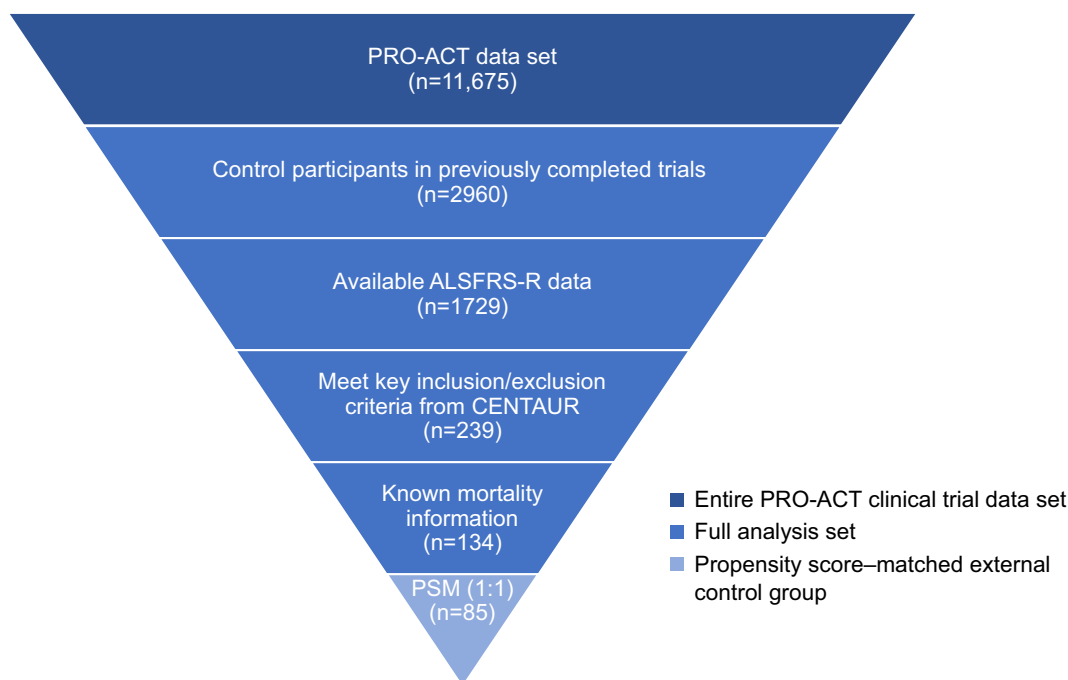 PRO-ACT data set
(n=11,675)
Control participants in previously completed trials
(n=2960)
Available ALSFRS-R data
(n=1729)
Meet key inclusion/exclusion
criteria from CENTAUR
(n=239)
Known mortality
information
(n=134)
PSM (1:1)
(n=85)
Entire PRO-ACT clinical trial data set
Full analysis set
Propensity score–matched external
control group